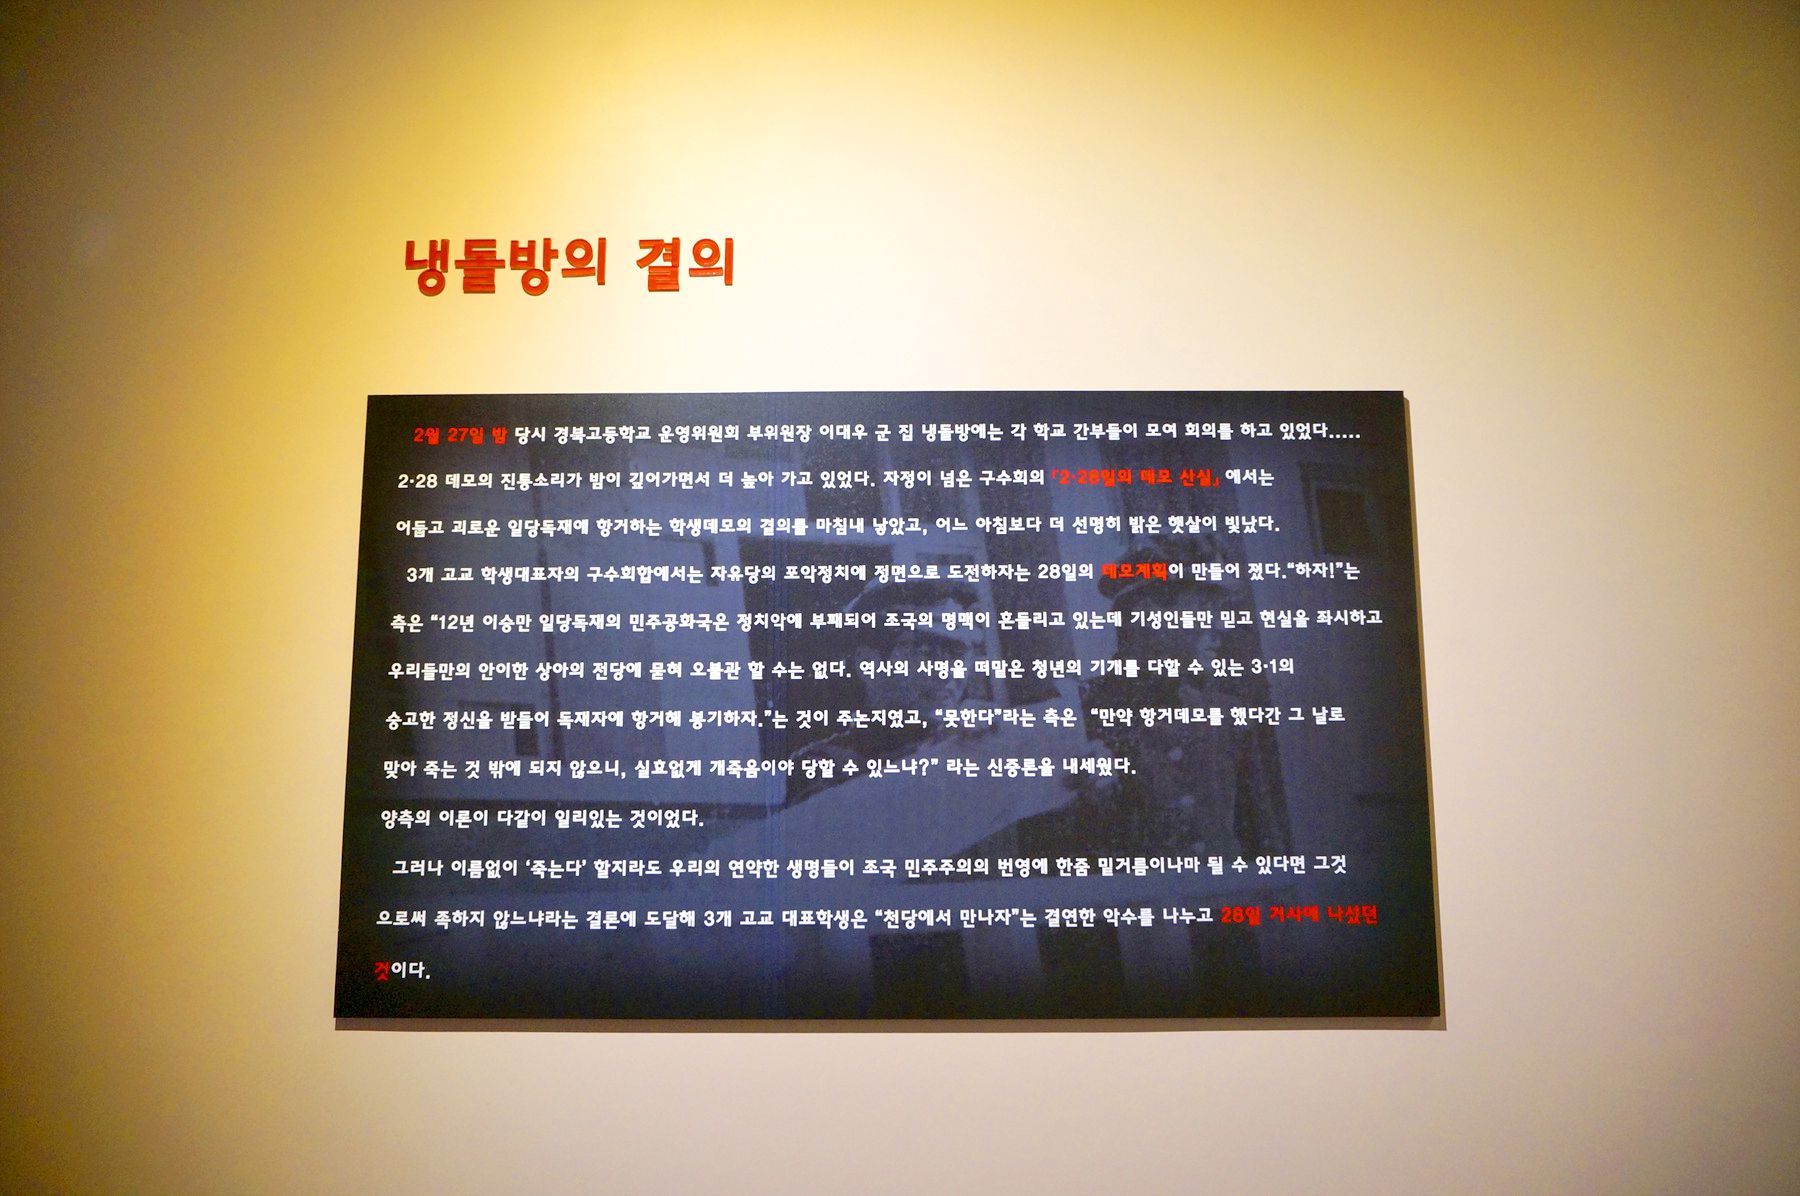 냉돌방의 결의
2월 27일 밤 당시 경북고등학교 운영위원회 부위원장 이대우 군 집 냉돌방에는 각 학교 간부들이 모여 회의를 하고 있었다.....
2·28 데모의 진통소리가 밤이 깊어가면서 더 높아 가고 있었다. 자정이 넘은 구수회의 「2·28일의 데모 산실」에서는
어둡고 괴로운 일당독재에 항거하는 학생데모의 결의를 마침내 낳았고, 어느 아침보다 더 선명히 밝은 햇살이 빛났다.
3개 고교 학생대표자의 구수회합에서는 자유당의 포악정치에 정면으로 도전하자는 28일의 데모계획이 만들어 졌다.“하자!”는
측은 “12년 이승만 일당독재의 민주공화국은 정치악에 부패되어 조국의 명맥이 흔들리고 있는데 기성인들만 믿고 현실을 좌시하고
우리들만의 안이한 상아의 전당에 묻혀 오불관 할 수는 없다. 역사의 사명을 떠맡은 청년의 기개를 다할 수 있는 3·1의
숭고한 정신을 받들어 독재자에 항거해 봉기하자.”는 것이 주논지였고, “못한다”라는 측은 “만약 항거데모를 했다간 그 날로
맞아 죽는 것 밖에 되지 않으니, 실효없게 개죽음이야 당할 수 있느냐?” 라는 신중론을 내세웠다.
양측의 이론이 다같이 일리있는 것이었다.
그러나 이름없이 ‘죽는다’ 할지라도 우리의 연약한 생명들이 조국 민주주의의 번영에 한줌 밑거름이나마 될 수 있다면 그것
으로써 족하지 않느냐라는 결론에 도달해 3개 고교 대표학생은 “천당에서 만나자”는 결연한 악수를 나누고 28일 거사에 나섰던
것이다.